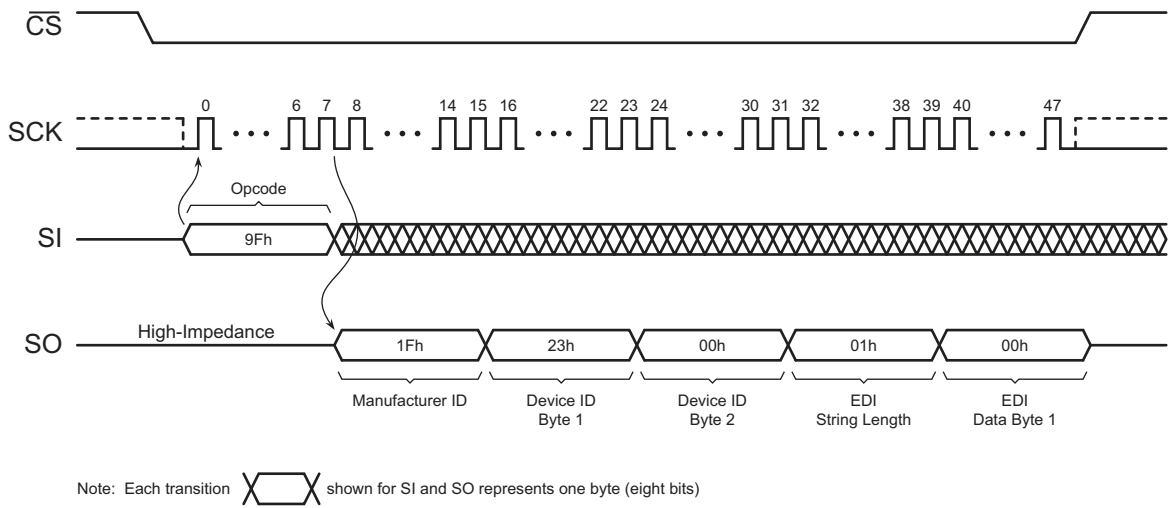 CS
0 6 7 8 14 15 16 22 23 24 30 31 32 38 39 40 47
SCK
Opcode
SI 9Fh
High-Impedance
SO 1Fh 23h 00h 01h 00h
Manufacturer ID Device ID Device ID EDI EDI
Byte 1 Byte 2 String Length Data Byte 1
Note: Each transition shown for SI and SO represents one byte (eight bits)